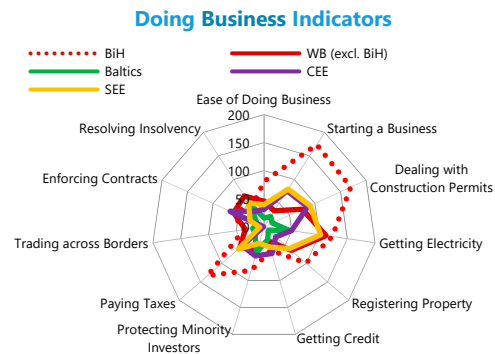 Doing Business Indicators
BiH
WB (excl. BiH)
Baltics
CEE
SEE
Ease of Doing Business
200
150
100
50
0
Starting a Business
Dealing with
Construction Permits
Getting Electricity
Registering Property
Getting Credit
Protecting Minority
Investors
Paying Taxes
Trading across Borders
Enforcing Contracts
Resolving Insolvency